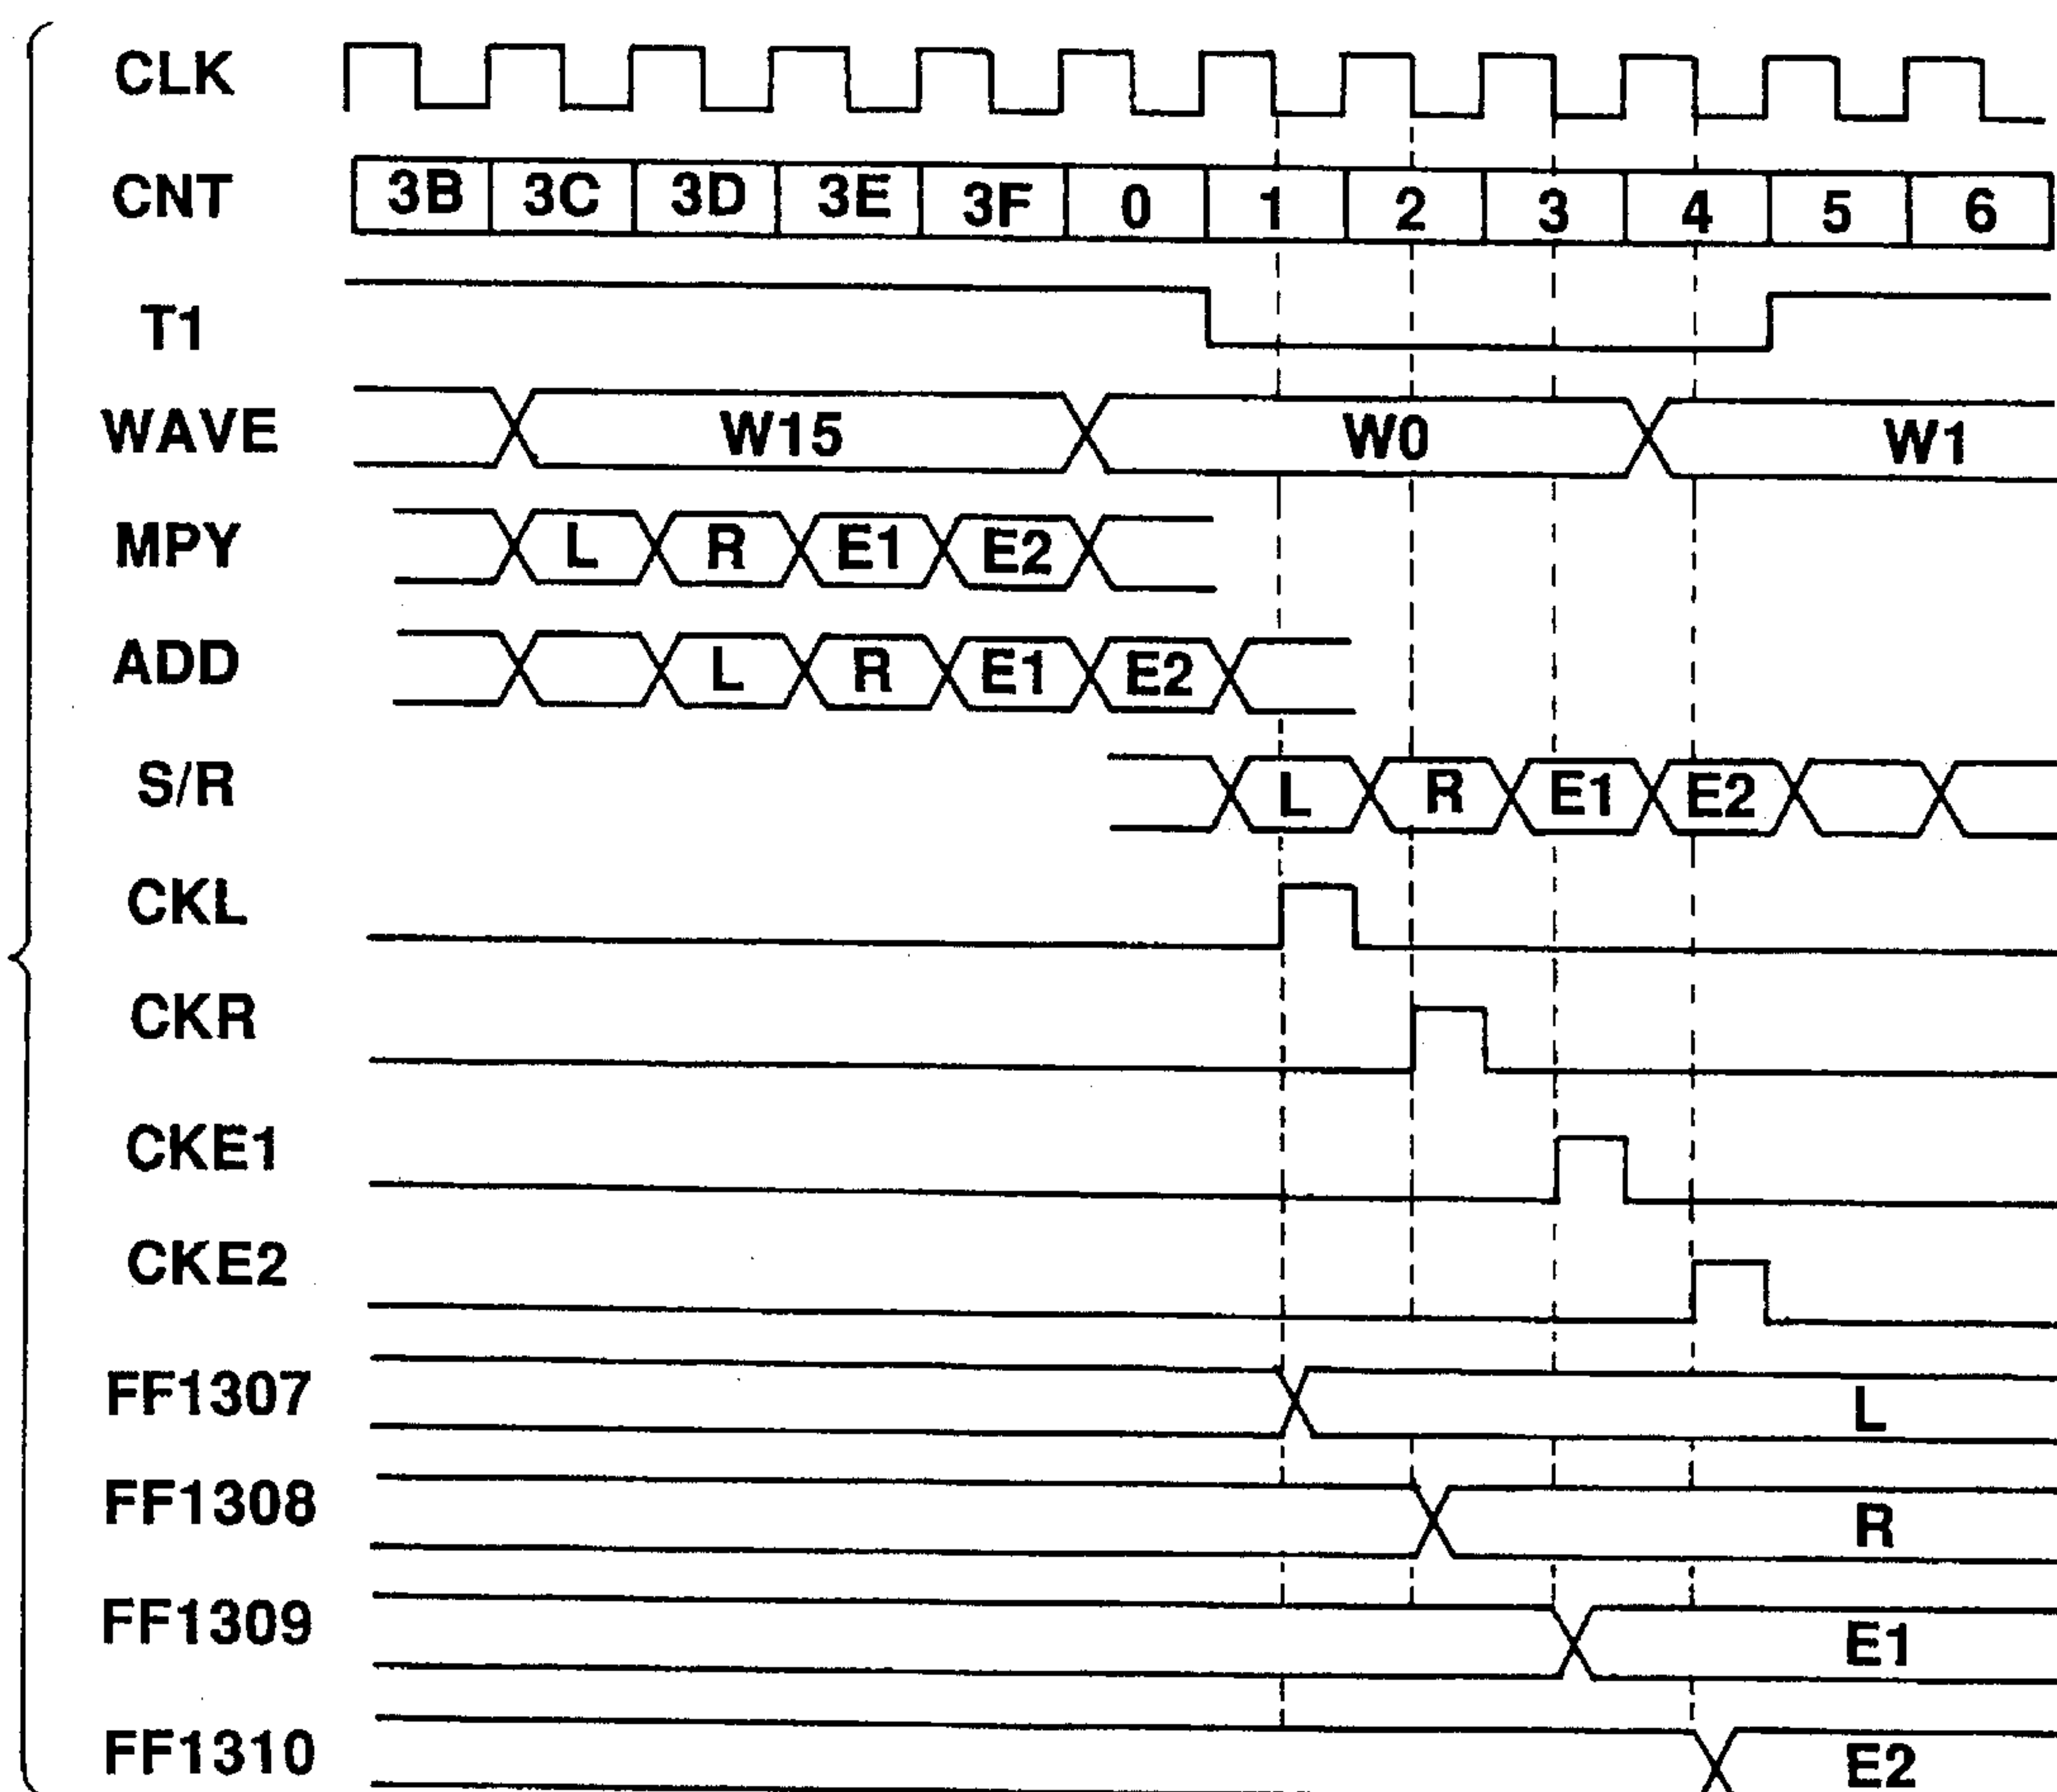 CLK
CNT 3B 3C 3D 3E 3F 0 1 2 3 4 5 6
T1
WAVE W15 W0 W1
MPY L R E1 E2
ADD L R E1 E2
S/R L R E1 E2
CKL
CKR
CKE1
CKE2
FF1307 L
FF1308 R
FF1309 E1
FF1310 E2